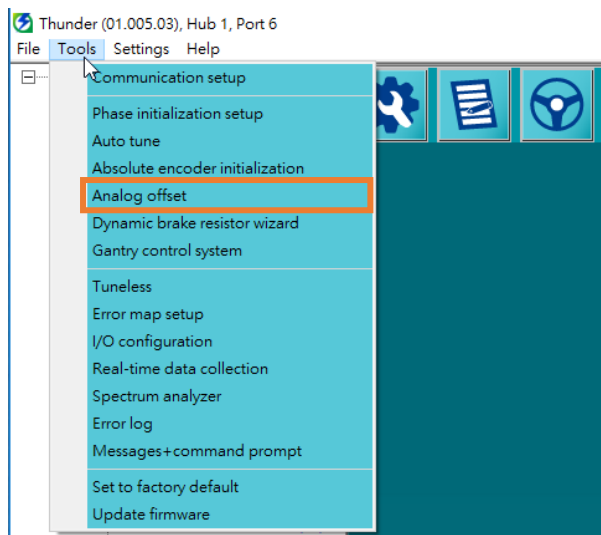 Thunder (01.005.03), Hub 1, Port 6
File Tools Settings Help
Communication setup
Phase initialization setup
Auto tune
Absolute encoder initialization
Analog offset
Dynamic brake resistor wizard
Gantry control system
Tuneless
Error map setup
I/O configuration
Real-time data collection
Spectrum analyzer
Error log
Messages+command prompt
Set to factory default
Update firmware